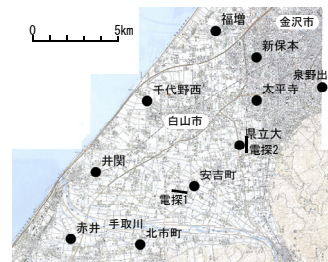 0
5km
福増
金沢市
新保本
泉野出
千代野西
太平寺
白山市
県立大
電探2
井関
安吉町
電探1
手取川
赤井
北市町